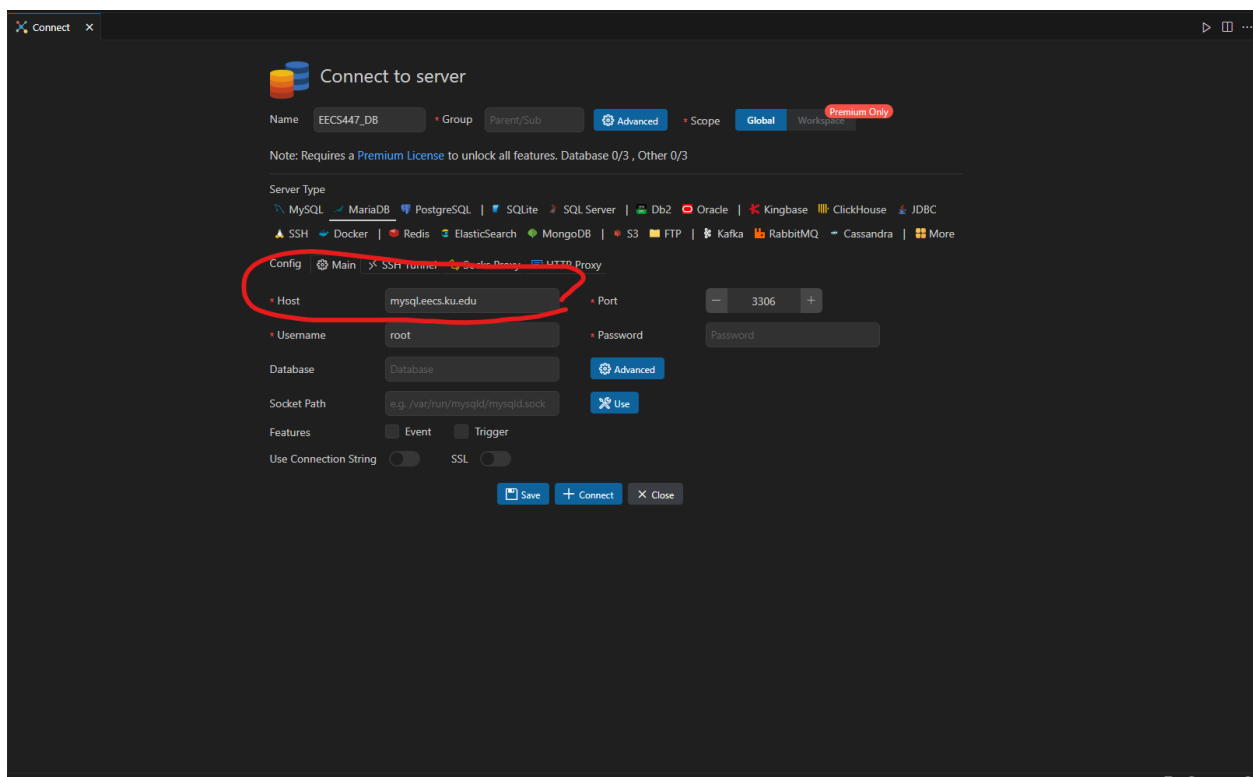 Connect
Connect to server
Name EECS447_DB * Group Parent/Sub Advanced * Scope Global Workspace Premium Only
Note: Requires a Premium License to unlock all features. Database 0/3 , Other 0/3
Server Type
MySQL MariaDB PostgreSQL | SQLite SQL Server | Db2 Oracle | Kingbase ClickHouse JDBC
SSH Docker | Redis ElasticSearch MongoDB | S3 FTP | Kafka RabbitMQ Cassandra | More
Config Main SSH Tunnel Socks Proxy HTTP Proxy
* Host mysql.eecs.ku.edu * Port 3306
* Username root * Password Password
Database Database Advanced
Socket Path e.g. /var/run/mysqld/mysqld.sock Use
Features Event Trigger
Use Connection String SSL
Save Connect Close